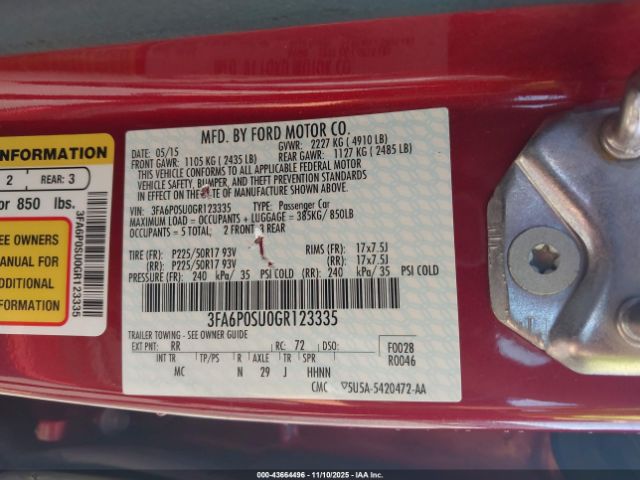 INFORMATION
2 REAR: 3
or 850 lbs.
SEE OWNERS
MANUAL FOR
ADDITIONAL
INFORMATION
3FA6P0SU0GR123335
MFD. BY FORD MOTOR CO.
DATE: 05/15 GVWR: 2227 KG (4910 LB)
FRONT GAWR: 1105 KG (2435 LB) REAR GAWR: 1127 KG (2485 LB)
THIS VEHICLE CONFORMS TO ALL APPLICABLE FEDERAL MOTOR
VEHICLE SAFETY, BUMPER, AND THEFT PREVENTION STANDARDS
IN EFFECT ON THE DATE OF MANUFACTURE SHOWN ABOVE.
VIN: 3FA6P0SU0GR123335 TYPE: Passenger Car
MAXIMUM LOAD = OCCUPANTS + LUGGAGE = 385KG/850LB
OCCUPANTS = 5 TOTAL; 2 FRONT 3 REAR
TIRE (FR): P225/50R17 93V RIMS (FR): 17x7.5J
(RR): P225/50R17 93V (RR): 17x7.5J
PRESSURE (FR): 240 kPa/ 35 PSI COLD (RR): 240 kPa/35 PSI COLD
3FA6P0SU0GR123335
TRAILER TOWING - SEE OWNER GUIDE
EXT PNT: RR RC: 72 DSO: F0028
R0046
INT TR TP/PS R AXLE TR SPR
MC N 29 J HHNN
CMC 5U5A-5420472-AA
000-43664496 - 11/10/2025 - IAAI.COM